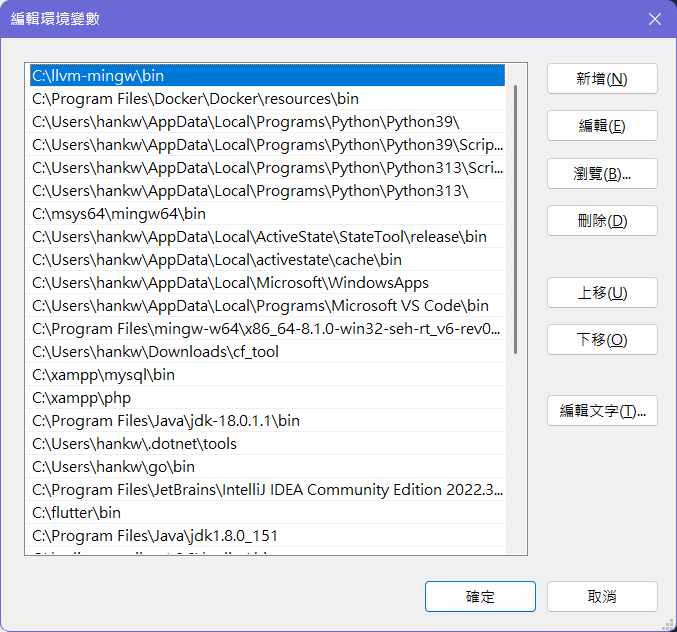 編輯環境變數
C:\llvm-mingw\bin
C:\Program Files\Docker\Docker\resources\bin
C:\Users\hankw\AppData\Local\Programs\Python\Python39\
C:\Users\hankw\AppData\Local\Programs\Python\Python39\Scrip...
C:\Users\hankw\AppData\Local\Programs\Python\Python313\Scri...
C:\Users\hankw\AppData\Local\Programs\Python\Python313\
C:\msys64\mingw64\bin
C:\Users\hankw\AppData\Local\ActiveState\StateTool\release\bin
C:\Users\hankw\AppData\Local\activestate\cache\bin
C:\Users\hankw\AppData\Local\Microsoft\WindowsApps
C:\Users\hankw\AppData\Local\Programs\Microsoft VS Code\bin
C:\Program Files\mingw-w64\x86_64-8.1.0-win32-seh-rt_v6-rev0...
C:\Users\hankw\Downloads\cf_tool
C:\xampp\mysql\bin
C:\xampp\php
C:\Program Files\Java\jdk-18.0.1.1\bin
C:\Users\hankw\.dotnet\tools
C:\Users\hankw\go\bin
C:\Program Files\JetBrains\IntelliJ IDEA Community Edition 2022.3...
C:\flutter\bin
C:\Program Files\Java\jdk1.8.0_151
新增(N)
編輯(E)
瀏覽(B)...
刪除(D)
上移(U)
下移(O)
編輯文字(T)...
確定
取消